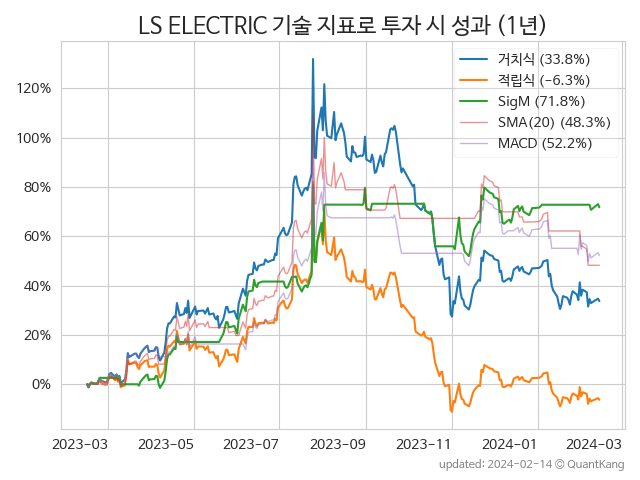 LS ELECTRIC 기술 지표로 투자 시 성과 (1년)
거치식 (33.8%)
적립식 (-6.3%)
SigM (71.8%)
SMA(20) (48.3%)
MACD (52.2%)
120%
100%
80%
60%
40%
20%
0%
2023-03 2023-05 2023-07 2023-09 2023-11 2024-01 2024-03
updated: 2024-02-14 © QuantKang